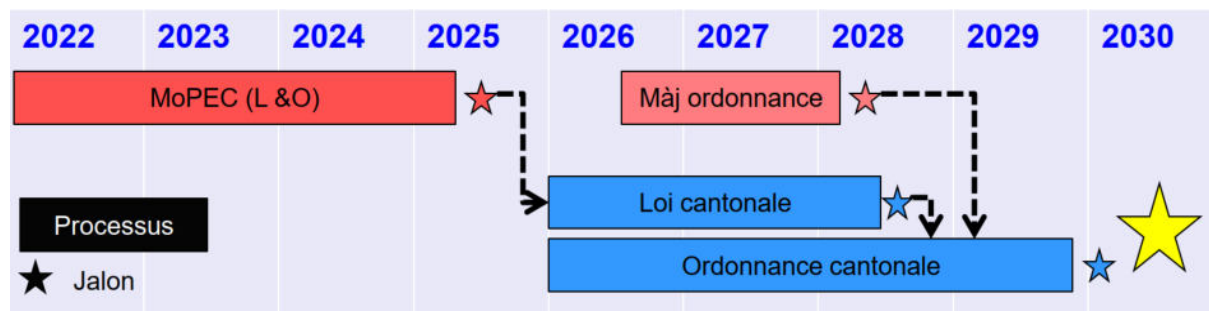 2022 2023 2024 2025 2026 2027 2028 2029 2030
MoPEC (L &O) Màj ordonnance
Loi cantonale
Processus
Ordonnance cantonale
Jalon